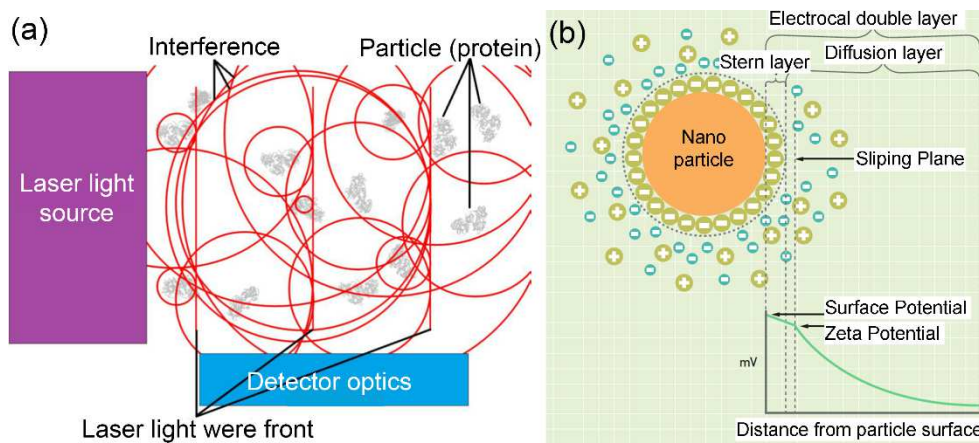 (a)
Interference
Particle (protein)
Laser light
source
Detector optics
Laser light were front
(b)
Electrocal double layer
Diffusion layer
Stern layer
Nano
particle
Sliping Plane
Surface Potential
Zeta Potential
mV
Distance from particle surface